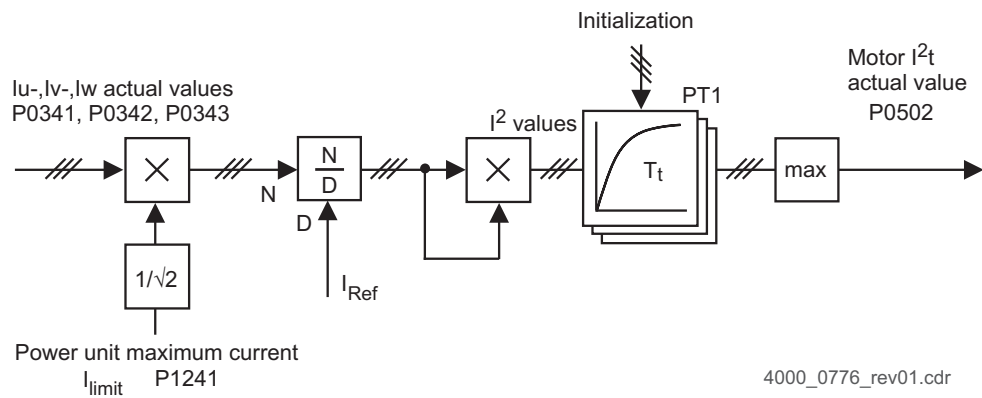 Initialization
Iu-,Iv-,Iw actual values
P0341, P0342, P0343
Motor I²t
actual value
P0502
PT1
I² values
×
N
N
D
D
×
Tt
max
1/√2
IRef
Power unit maximum current
Ilimit P1241
4000_0776_rev01.cdr